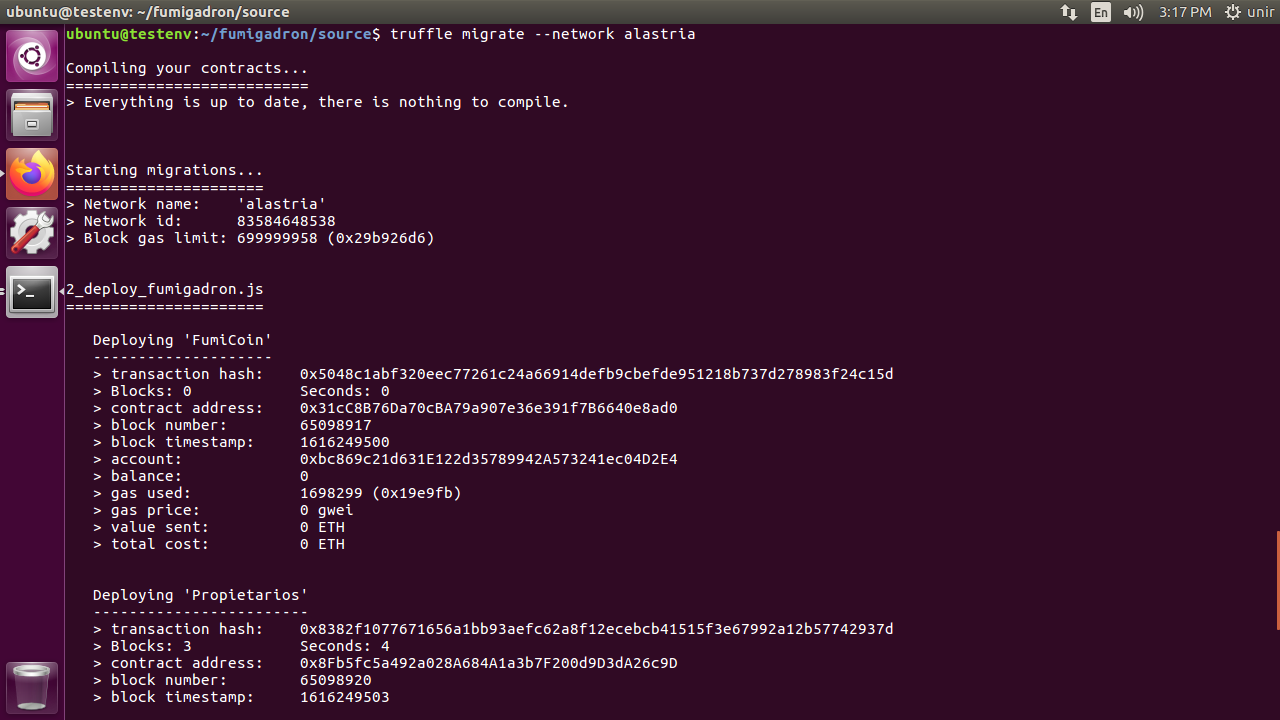 ubuntu@testenv: ~/fumigadron/source
En
3:17 PM
unir
ubuntu@testenv:~/fumigadron/source$ truffle migrate --network alastria
Compiling your contracts...
===========================
> Everything is up to date, there is nothing to compile.
Starting migrations...
======================
> Network name:    'alastria'
> Network id:      83584648538
> Block gas limit: 699999958 (0x29b926d6)
2_deploy_fumigadron.js
======================
   Deploying 'FumiCoin'
   --------------------
   > transaction hash:    0x5048c1abf320eec77261c24a66914defb9cbefde951218b737d278983f24c15d
   > Blocks: 0            Seconds: 0
   > contract address:    0x31cC8B76Da70cBA79a907e36e391f7B6640e8ad0
   > block number:        65098917
   > block timestamp:     1616249500
   > account:             0xbc869c21d631E122d35789942A573241ec04D2E4
   > balance:             0
   > gas used:            1698299 (0x19e9fb)
   > gas price:           0 gwei
   > value sent:          0 ETH
   > total cost:          0 ETH
   Deploying 'Propietarios'
   ------------------------
   > transaction hash:    0x8382f1077671656a1bb93aefc62a8f12ecebcb41515f3e67992a12b57742937d
   > Blocks: 3            Seconds: 4
   > contract address:    0x8Fb5fc5a492a028A684A1a3b7F200d9D3dA26c9D
   > block number:        65098920
   > block timestamp:     1616249503